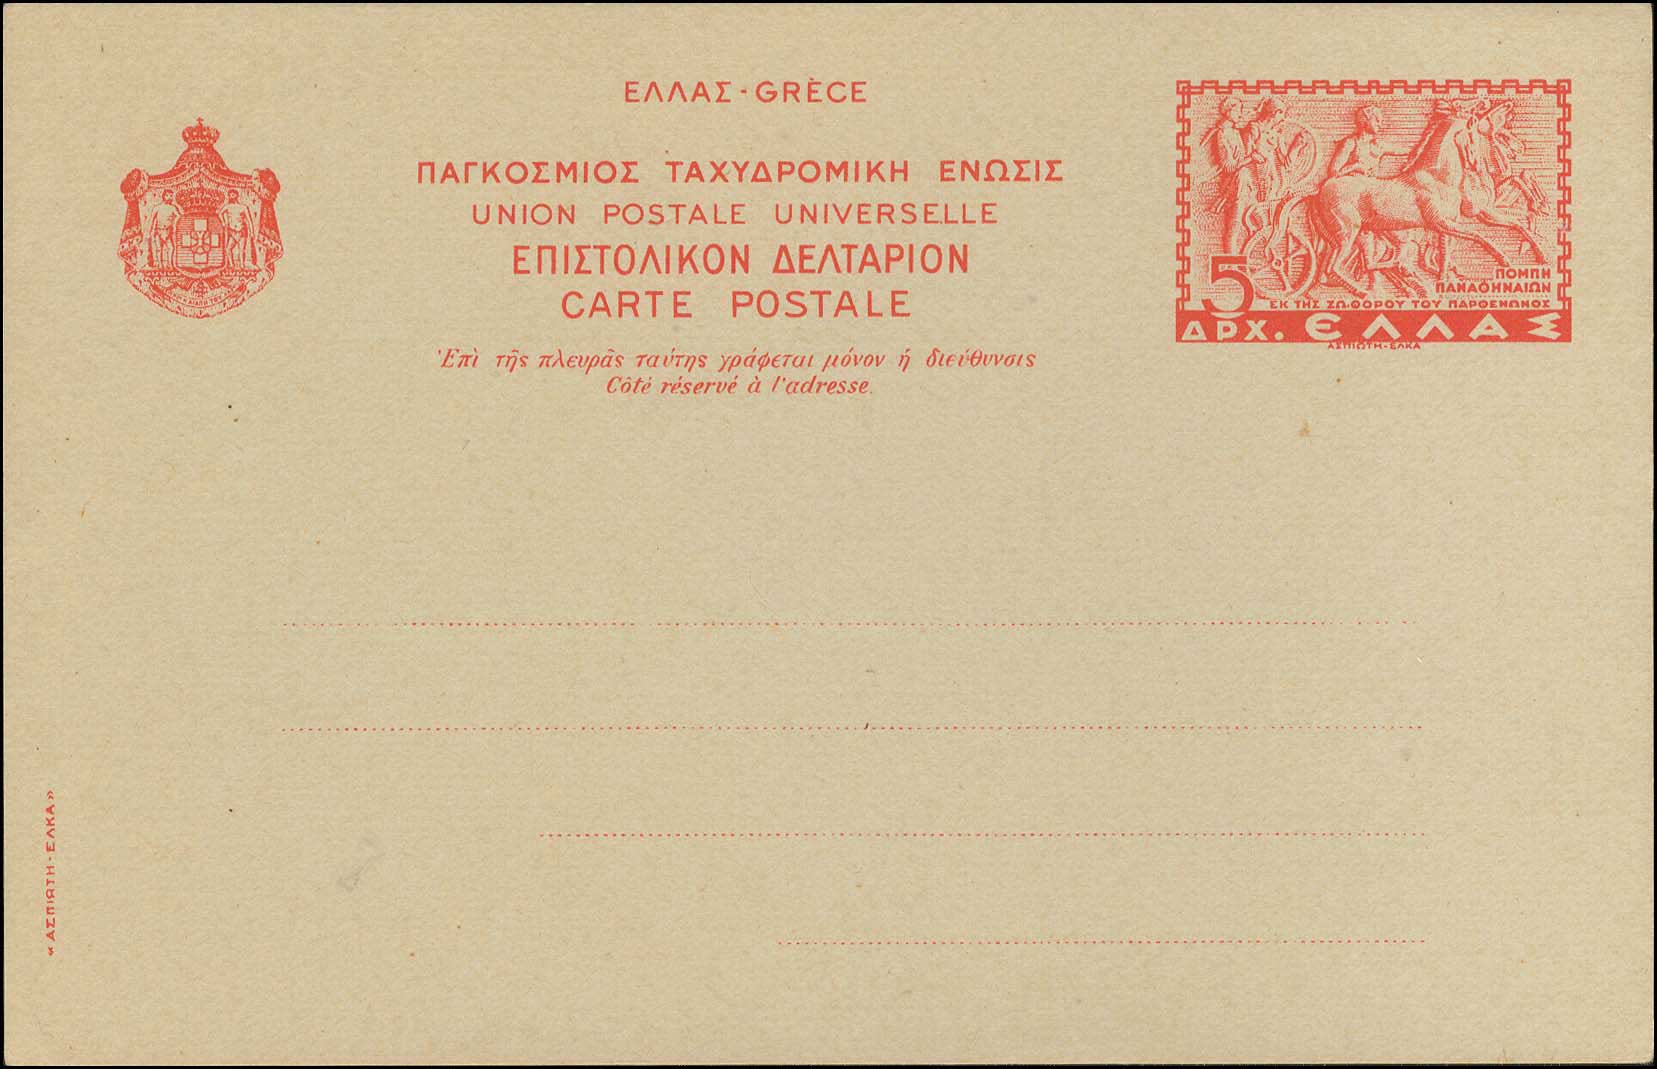 ΕΛΛΑΣ - GRÈCE
ΠΑΓΚΟΣΜΙΟΣ ΤΑΧΥΔΡΟΜΙΚΗ ΕΝΩΣΙΣ
UNION POSTALE UNIVERSELLE
ΕΠΙΣΤΟΛΙΚΟΝ ΔΕΛΤΑΡΙΟΝ
CARTE POSTALE
Ἐπὶ τῆς πλευρᾶς ταύτης γράφεται μόνον ἡ διεύθυνσις
Côté réservé à l'adresse.
ΠΟΜΠΗ
ΠΑΝΑΘΗΝΑΙΩΝ
ΕΚ ΤΗΣ ΖΩΦΟΡΟΥ ΤΟΥ ΠΑΡΘΕΝΩΝΟΣ
5
ΔΡΧ. ΕΛΛΑΣ
ΑΣΠΙΩΤΗ-ΕΛΚΑ
« ΑΣΠΙΩΤΗ - ΕΛΚΑ »